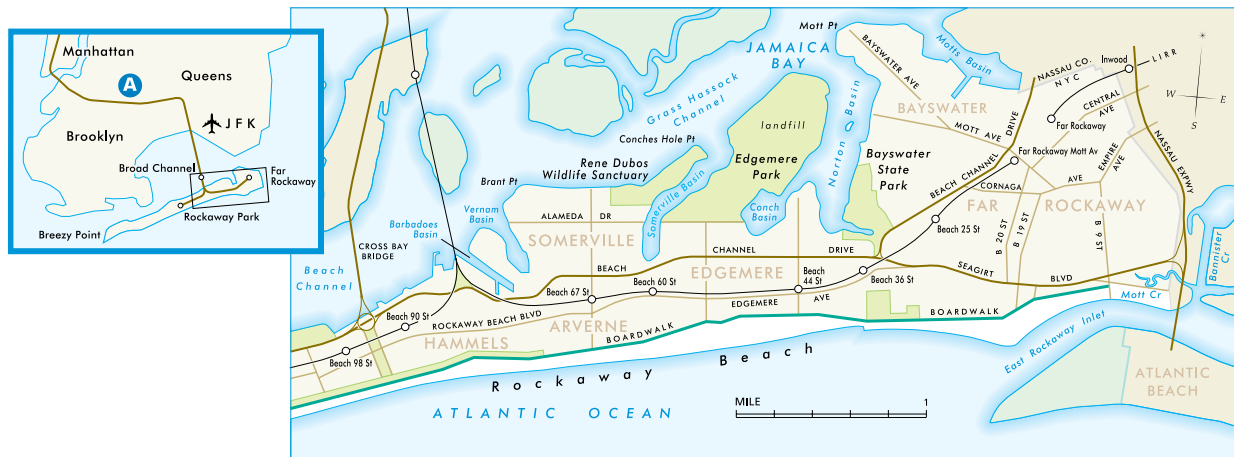 Manhattan
A
Queens
JFK
Brooklyn
Broad Channel
Far
Rockaway
Rockaway Park
Breezy Point
Mott Pt
JAMAICA
BAY
Grass Hassock
Channel
Motts Basin
BAYSWATER AVE
BAYSWATER
NASSAU CO.
NYC
Inwood
LIRR
W
E
S
CENTRAL
AVE
Far Rockaway
MOTT AVE
Far Rockaway Mott Av
BEACH CHANNEL DRIVE
NASSAU EXPWY
EMPIRE
AVE
CORNAGA
AVE
FAR
ROCKAWAY
B 20 ST
B 19 ST
B 9 ST
landfill
Edgemere
Park
Norton Basin
Bayswater
State
Park
Conches Hole Pt
Rene Dubos
Wildlife Sanctuary
Brant Pt
Somerville Basin
Conch
Basin
Vernam
Basin
Barbadoes
Basin
ALAMEDA DR
SOMERVILLE
CROSS BAY
BRIDGE
Beach
Channel
BEACH
CHANNEL
DRIVE
EDGEMERE
Beach 25 St
Beach 36 St
Beach
44 St
Beach 60 St
Beach 67 St
EDGEMERE
AVE
SEAGIRT
BLVD
Bannister
Cr
Mott Cr
Beach 90 St
Beach 98 St
ROCKAWAY BEACH BLVD
HAMMELS
ARVERNE
BOARDWALK
BOARDWALK
East Rockaway Inlet
Rockaway Beach
ATLANTIC OCEAN
ATLANTIC
BEACH
MILE
1